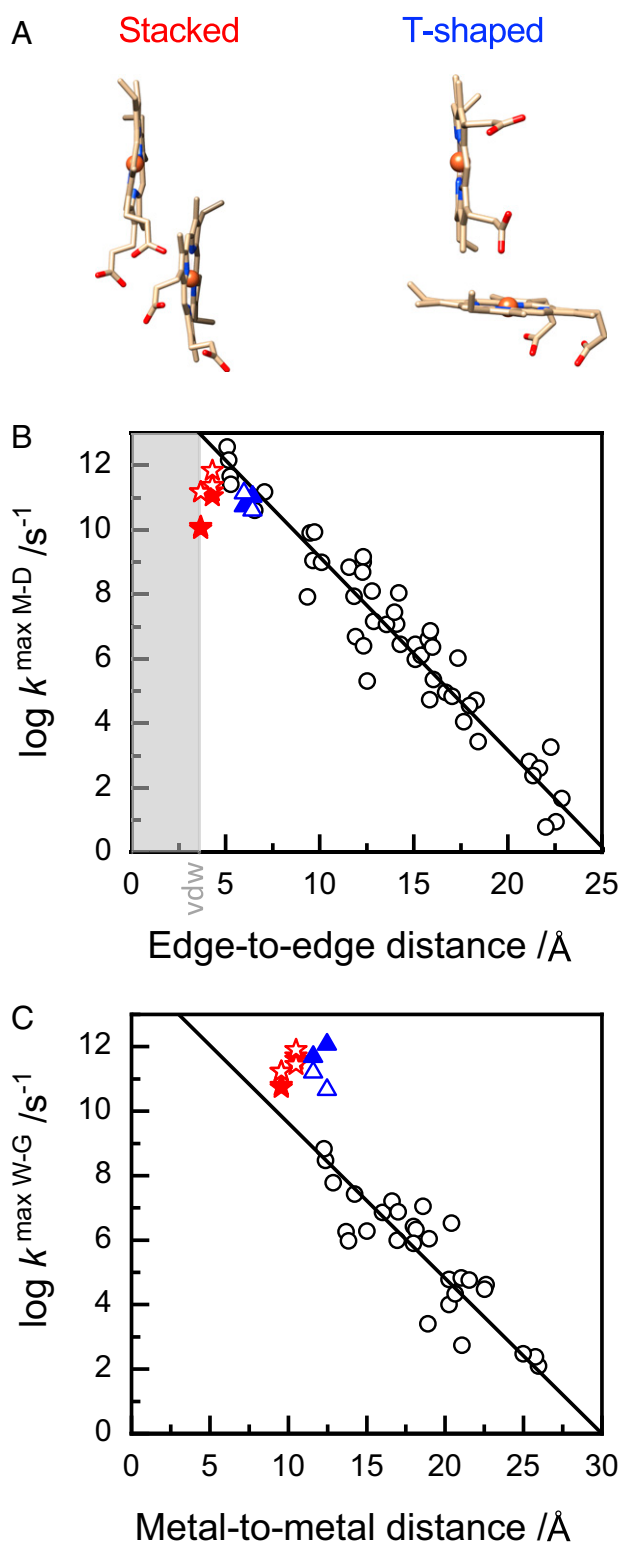 A
Stacked T-shaped
B
log k max M-D /s-1
12
10
8
6
4
2
0
0 5 10 15 20 25
vdw
Edge-to-edge distance /Å
C
log k max W-G /s-1
12
10
8
6
4
2
0
0 5 10 15 20 25 30
Metal-to-metal distance /Å